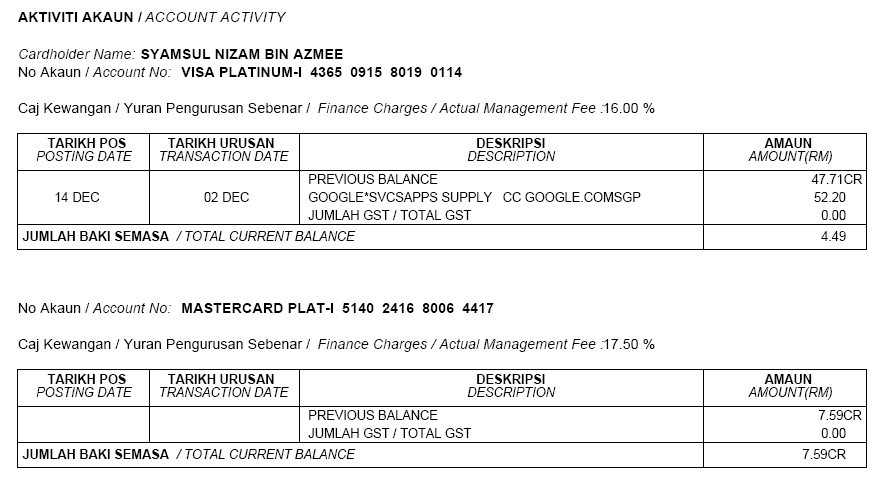 AKTIVITI AKAUN / ACCOUNT ACTIVITY
Cardholder Name: SYAMSUL NIZAM BIN AZMEE
No Akaun / Account No: VISA PLATINUM-I 4365 0915 8019 0114
Caj Kewangan / Yuran Pengurusan Sebenar / Finance Charges / Actual Management Fee :16.00 %
TARIKH POS TARIKH URUSAN DESKRIPSI AMAUN
POSTING DATE TRANSACTION DATE DESCRIPTION AMOUNT(RM)
PREVIOUS BALANCE 47.71CR
14 DEC 02 DEC GOOGLE*SVCSAPPS SUPPLY CC GOOGLE.COMSGP 52.20
JUMLAH GST / TOTAL GST 0.00
JUMLAH BAKI SEMASA / TOTAL CURRENT BALANCE 4.49
No Akaun / Account No: MASTERCARD PLAT-I 5140 2416 8006 4417
Caj Kewangan / Yuran Pengurusan Sebenar / Finance Charges / Actual Management Fee :17.50 %
TARIKH POS TARIKH URUSAN DESKRIPSI AMAUN
POSTING DATE TRANSACTION DATE DESCRIPTION AMOUNT(RM)
PREVIOUS BALANCE 7.59CR
JUMLAH GST / TOTAL GST 0.00
JUMLAH BAKI SEMASA / TOTAL CURRENT BALANCE 7.59CR